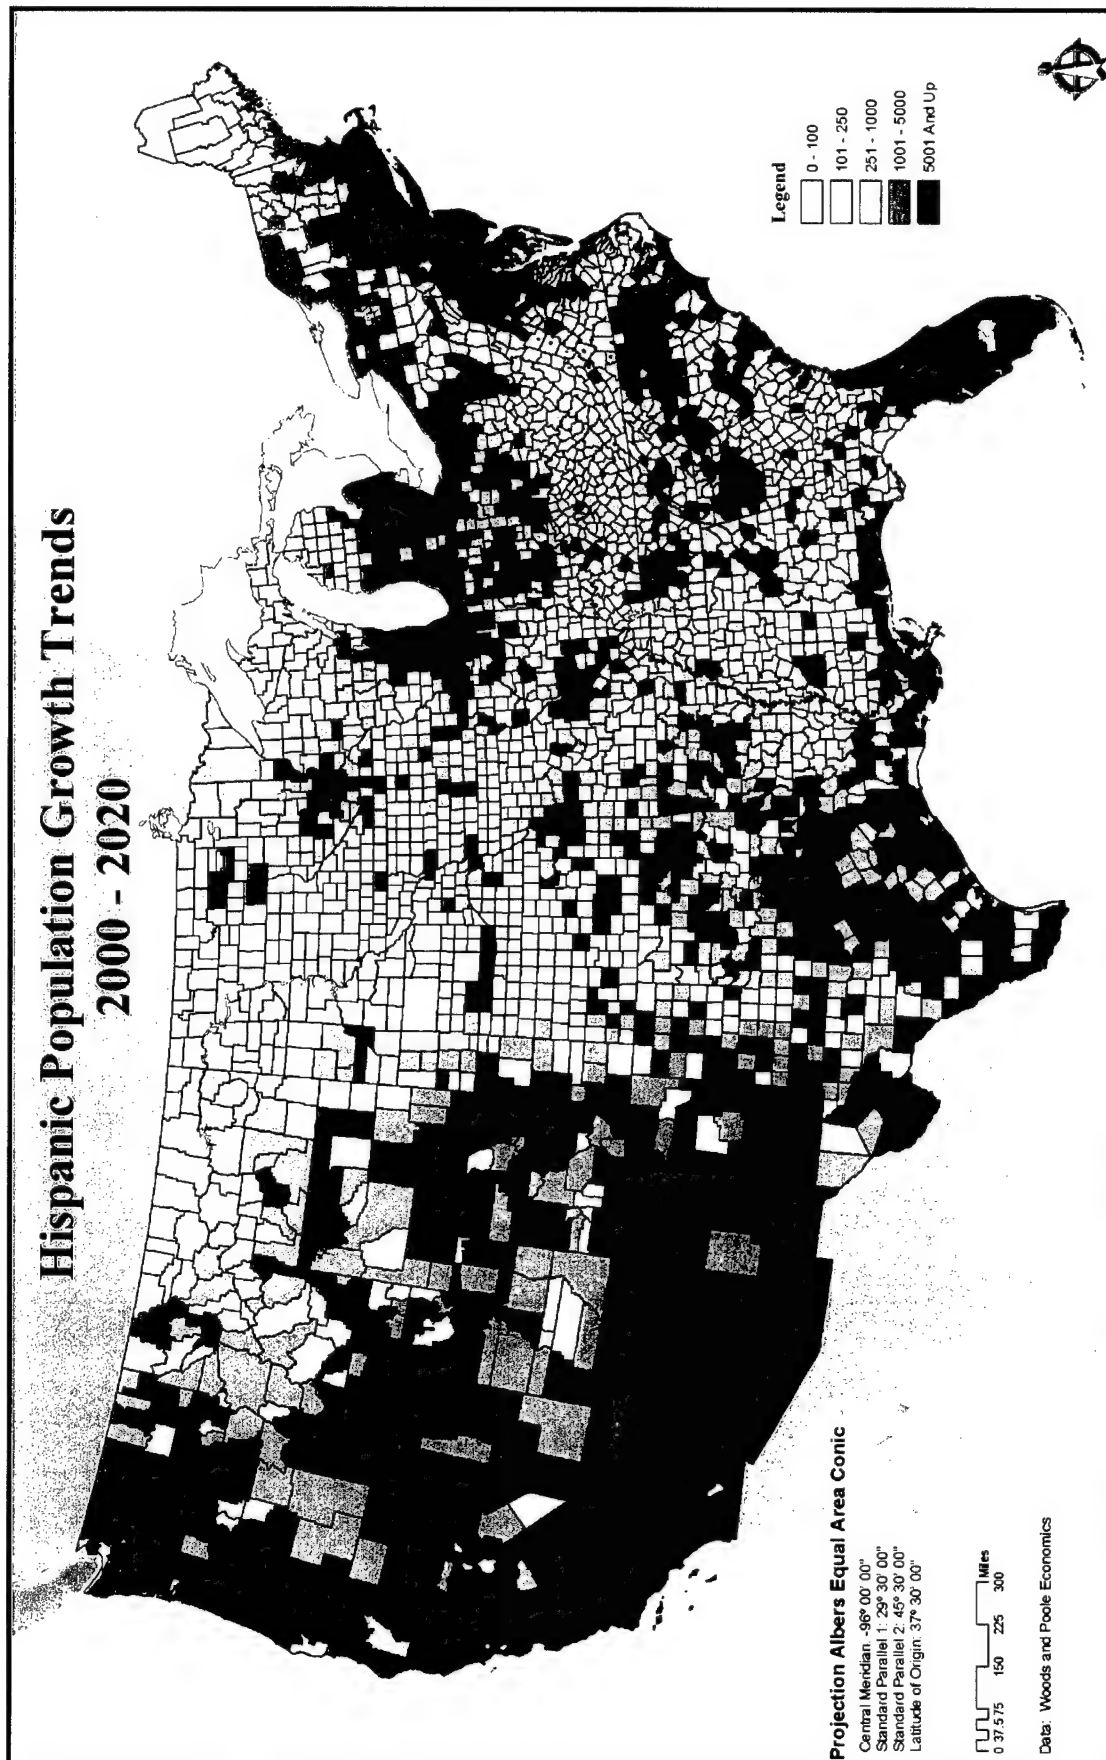 Hispanic Population Growth Trends
2000 - 2020
Legend
0 - 100
101 - 250
251 - 1000
1001 - 5000
5001 And Up
Projection Albers Equal Area Conic
Central Meridian: -96° 00' 00"
Standard Parallel 1: 29° 30' 00"
Standard Parallel 2: 45° 30' 00"
Latitude of Origin: 37° 30' 00"
Miles
0 37.5 75 150 225 300
Data: Woods and Poole Economics